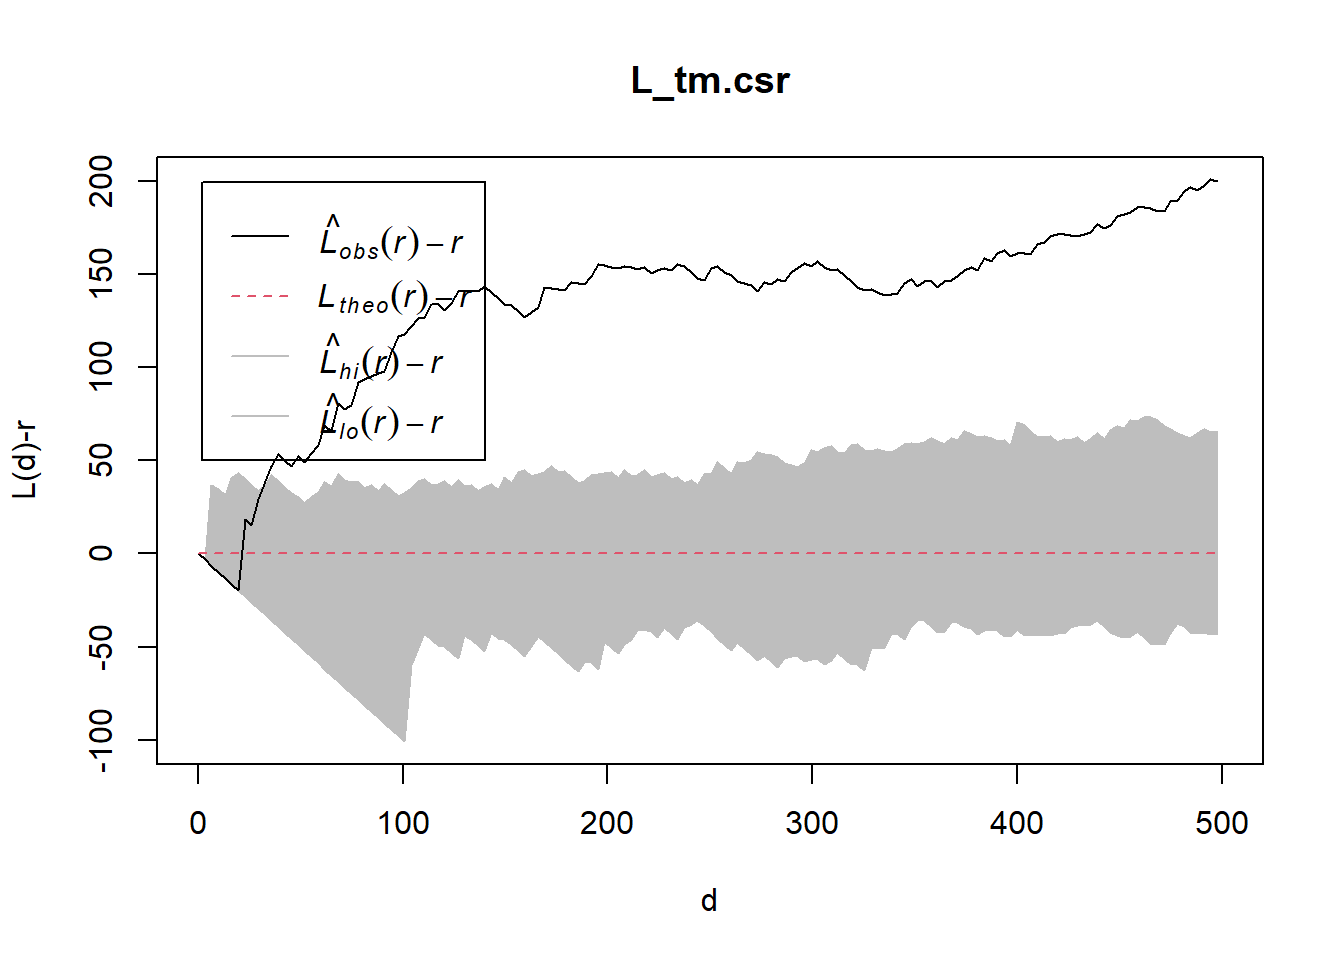 L_tm.csr
L̂obs(r) − r
Ltheo(r) − r
L̂hi(r) − r
L̂lo(r) − r
L(d)-r
200
150
100
50
0
-50
-100
0 100 200 300 400 500
d